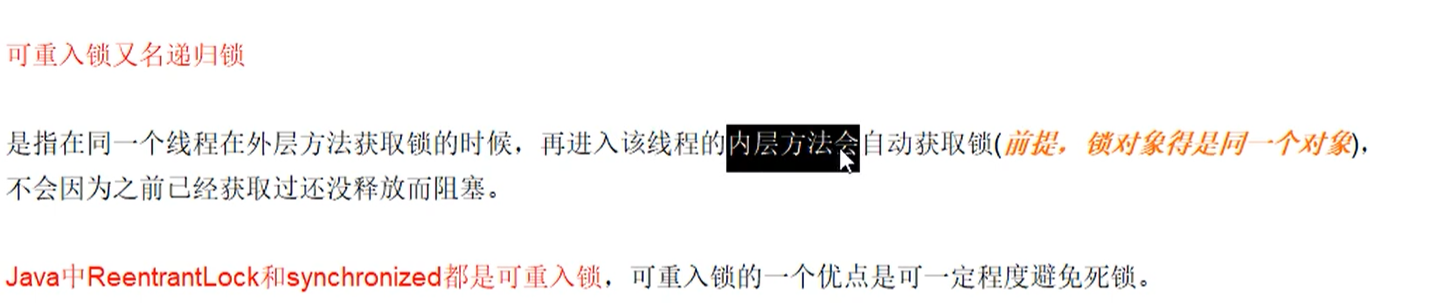 可重入锁又名递归锁
是指在同一个线程在外层方法获取锁的时候，再进入该线程的内层方法会自动获取锁(前提，锁对象得是同一个对象)，
不会因为之前已经获取过还没释放而阻塞。
Java中ReentrantLock和synchronized都是可重入锁，可重入锁的一个优点是可一定程度避免死锁。